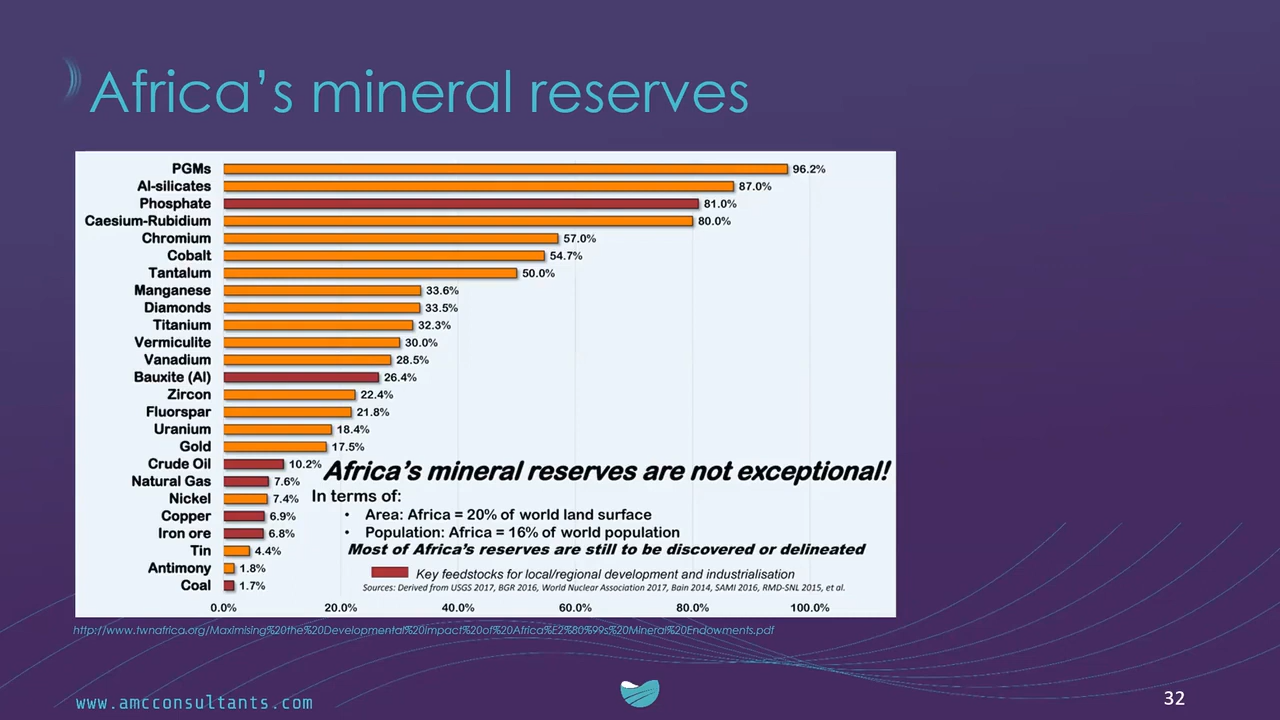 Africa’s mineral reserves
PGMs 96.2%
Al-silicates 87.0%
Phosphate 81.0%
Caesium-Rubidium 80.0%
Chromium 57.0%
Cobalt 54.7%
Tantalum 50.0%
Manganese 33.6%
Diamonds 33.5%
Titanium 32.3%
Vermiculite 30.0%
Vanadium 28.5%
Bauxite (Al) 26.4%
Zircon 22.4%
Fluorspar 21.8%
Uranium 18.4%
Gold 17.5%
Crude Oil 10.2%
Natural Gas 7.6%
Nickel 7.4%
Copper 6.9%
Iron ore 6.8%
Tin 4.4%
Antimony 1.8%
Coal 1.7%
0.0% 20.0% 40.0% 60.0% 80.0% 100.0%
Africa’s mineral reserves are not exceptional!
In terms of:
• Area: Africa = 20% of world land surface
• Population: Africa = 16% of world population
Most of Africa’s reserves are still to be discovered or delineated
Key feedstocks for local/regional development and industrialisation
Sources: Derived from USGS 2017, BGR 2016, World Nuclear Association 2017, Bain 2014, SAMI 2016, RMD-SNL 2015, et al.
http://www.twnafrica.org/Maximising%20the%20Developmental%20impact%20of%20Africa%E2%80%99s%20Mineral%20Endowments.pdf
www.amcconsultants.com
32